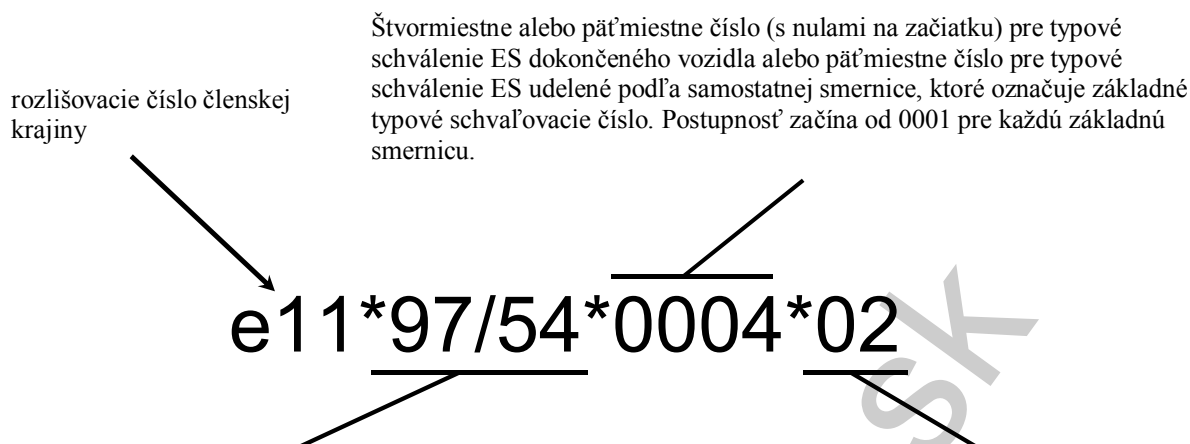 Štvormiestne alebo päťmiestne číslo (s nulami na začiatku) pre typové
schválenie ES dokončeného vozidla alebo päťmiestne číslo pre typové
schválenie ES udelené podľa samostatnej smernice, ktoré označuje základné
typové schvaľovacie číslo. Postupnosť začína od 0001 pre každú základnú
smernicu.
rozlišovacie číslo členskej
krajiny
e11*97/54*0004*02
sk